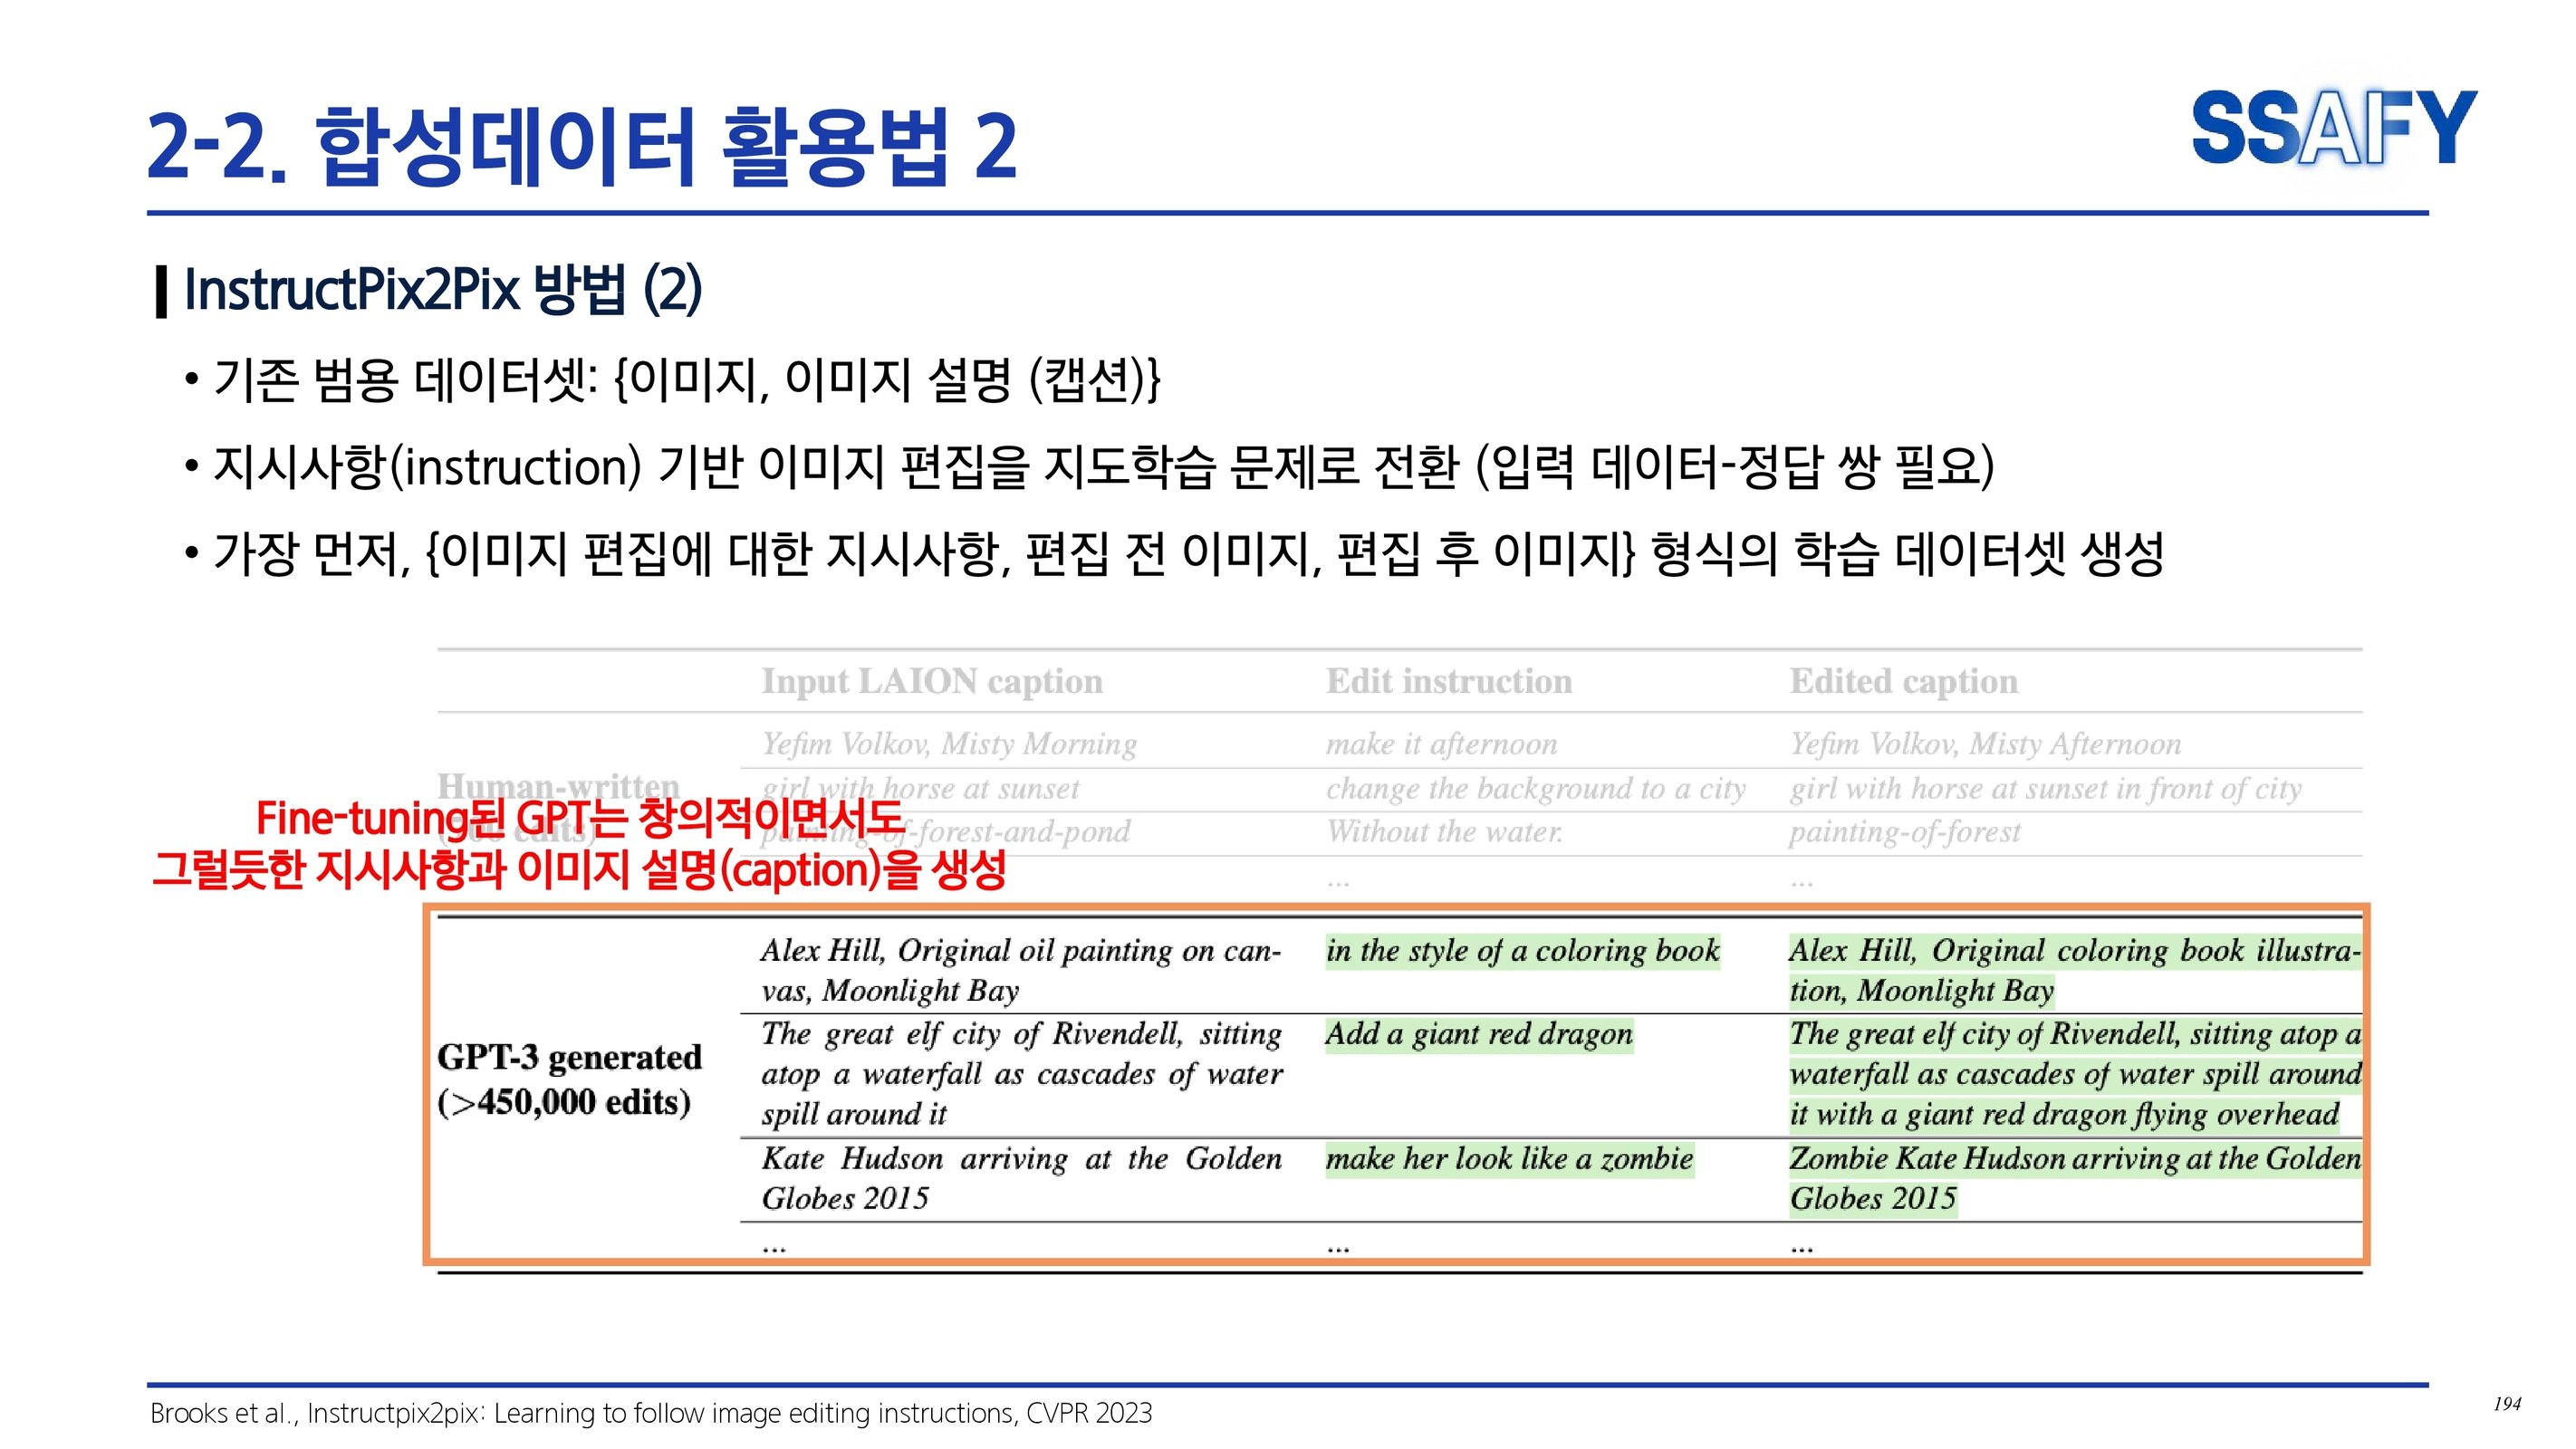 2-2. 합성데이터 활용법 2
SSAFY
InstructPix2Pix 방법 (2)
• 기존 범용 데이터셋: {이미지, 이미지 설명 (캡션)}
• 지시사항(instruction) 기반 이미지 편집을 지도학습 문제로 전환 (입력 데이터-정답 쌍 필요)
• 가장 먼저, {이미지 편집에 대한 지시사항, 편집 전 이미지, 편집 후 이미지} 형식의 학습 데이터셋 생성
Input LAION caption Edit instruction Edited caption
Yefim Volkov, Misty Morning make it afternoon Yefim Volkov, Misty Afternoon
Human-written
girl with horse at sunset change the background to a city girl with horse at sunset in front of city
edits)
painting-of-forest-and-pond Without the water. painting-of-forest
... ...
Fine-tuning된 GPT는 창의적이면서도
그럴듯한 지시사항과 이미지 설명(caption)을 생성
GPT-3 generated
(>450,000 edits)
Alex Hill, Original oil painting on can-
vas, Moonlight Bay
in the style of a coloring book
Alex Hill, Original coloring book illustra-
tion, Moonlight Bay
The great elf city of Rivendell, sitting
atop a waterfall as cascades of water
spill around it
Add a giant red dragon
The great elf city of Rivendell, sitting atop a
waterfall as cascades of water spill around
it with a giant red dragon flying overhead
Kate Hudson arriving at the Golden
Globes 2015
make her look like a zombie
Zombie Kate Hudson arriving at the Golden
Globes 2015
... ... ...
Brooks et al., Instructpix2pix: Learning to follow image editing instructions, CVPR 2023
194